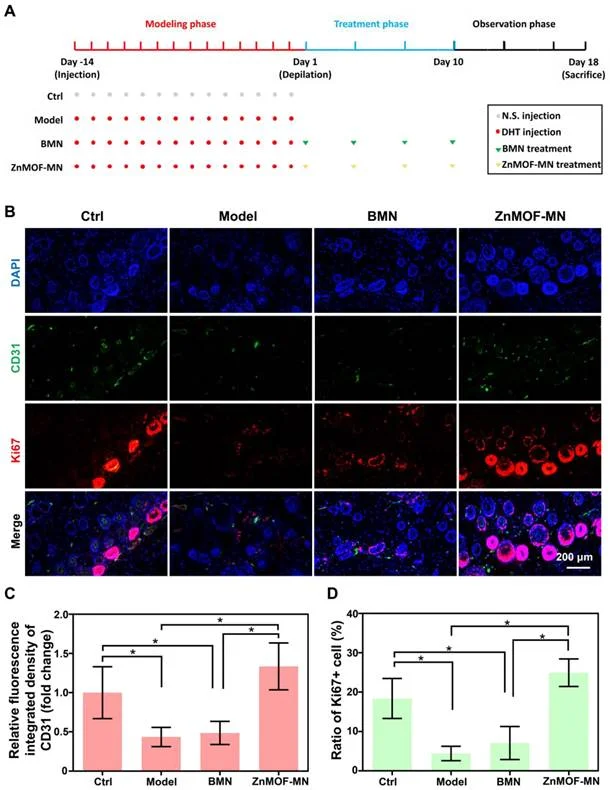 A
Modeling phase
Treatment phase
Observation phase
Day -14
(Injection)
Day 1
(Depilation)
Day 10
Day 18
(Sacrifice)
Ctrl
Model
BMN
ZnMOF-MN
N.S. injection
DHT injection
BMN treatment
ZnMOF-MN treatment
B
Ctrl
Model
BMN
ZnMOF-MN
DAPI
CD31
Ki67
Merge
200 μm
C
Relative fluorescence
integrated density of
CD31 (fold change)
2.0
1.5
1.0
0.5
0
*
*
*
*
Ctrl
Model
BMN
ZnMOF-MN
D
Ratio of Ki67+ cell (%)
40
30
20
10
0
*
*
*
*
Ctrl
Model
BMN
ZnMOF-MN